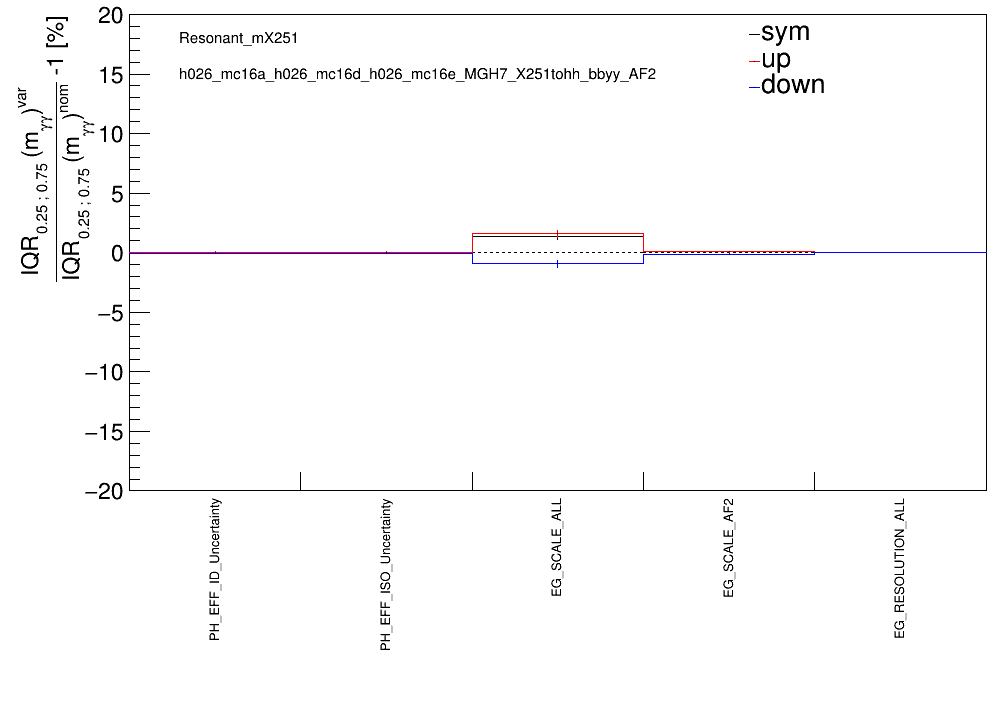 IQR0.25 ; 0.75 (mγγ)var
IQR0.25 ; 0.75 (mγγ)nom -1 [%]
20
15
10
5
0
−5
−10
−15
−20
Resonant_mX251
h026_mc16a_h026_mc16d_h026_mc16e_MGH7_X251tohh_bbyy_AF2
sym
up
down
PH_EFF_ID_Uncertainty
PH_EFF_ISO_Uncertainty
EG_SCALE_ALL
EG_SCALE_AF2
EG_RESOLUTION_ALL